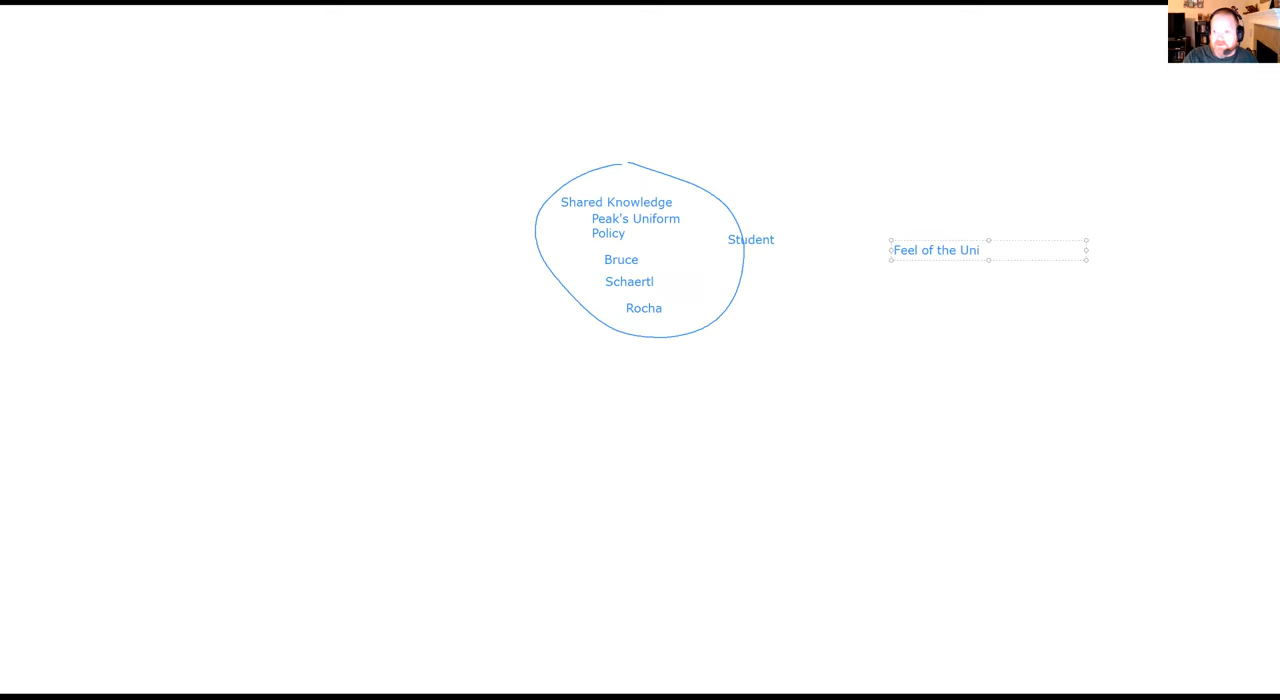 Shared Knowledge
Peak's Uniform
Policy
Student
Feel of the Uni
Bruce
Schaertl
Rocha